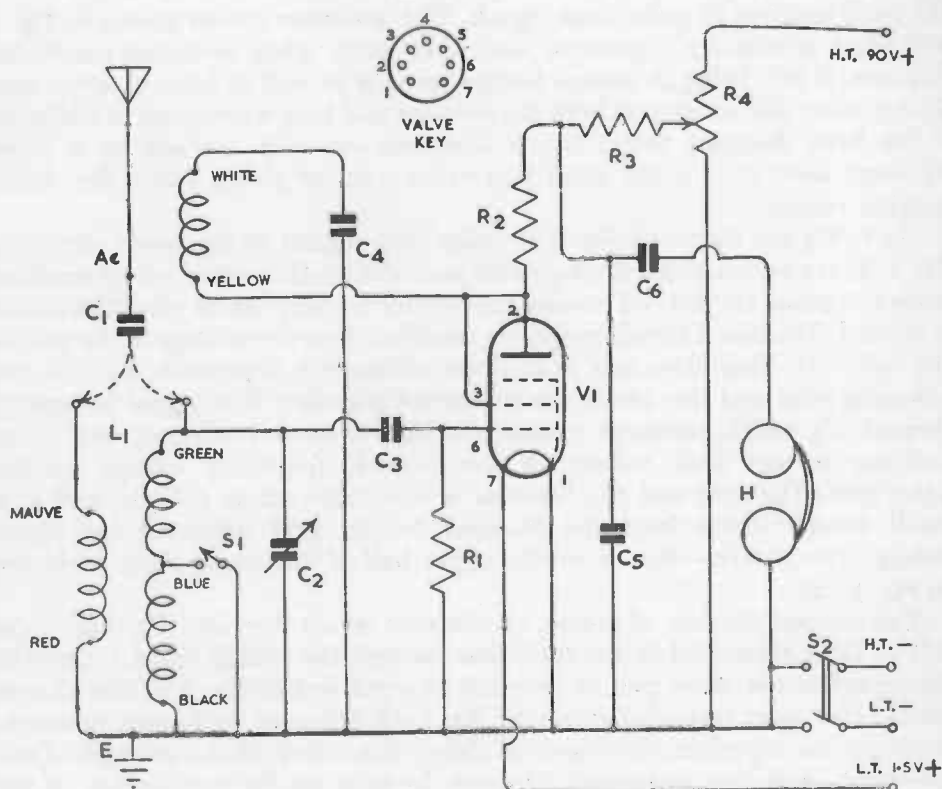 4
3 5
2 6
1 7
VALVE
KEY
H.T. 90V+
R4
R3
WHITE
R2
C4
C6
Ae
YELLOW
C1
2
3
V1
L1
C3
6
GREEN
7 1
H
MAUVE
S1
C2
R1
C5
BLUE
RED
S2
H.T. -
BLACK
L.T. -
E
L.T. 1.5V+